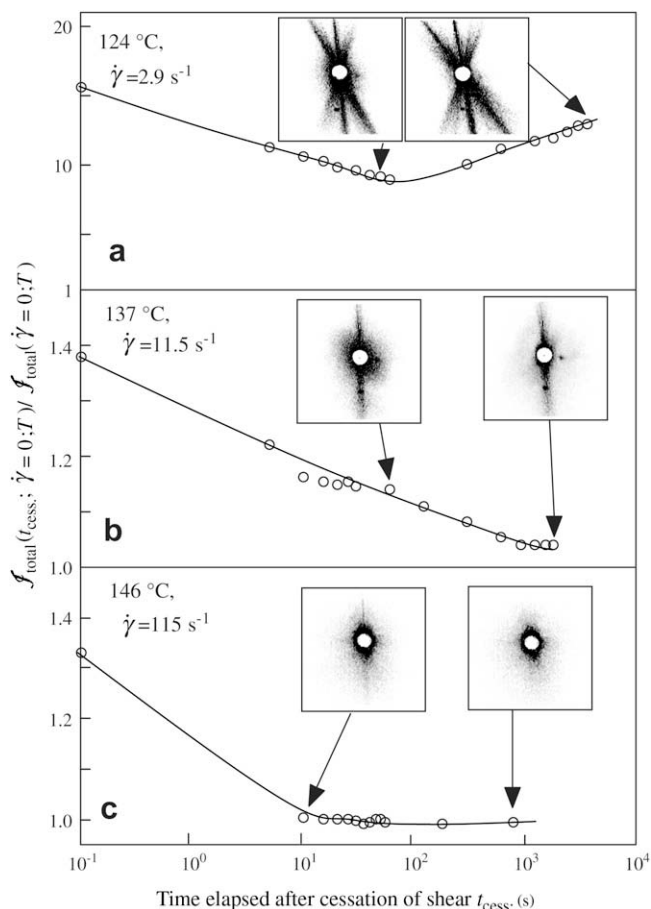 20
124 °C,
γ̇=2.9 s⁻¹
10
a
1
137 °C,
γ̇=11.5 s⁻¹
1.4
1.2
b
1.0
146 °C,
γ̇=115 s⁻¹
1.4
1.2
c
1.0
𝒥total(tcess.; γ̇=0;T)/ 𝒥total(γ̇=0;T)
10⁻¹ 10⁰ 10¹ 10² 10³ 10⁴
Time elapsed after cessation of shear tcess. (s)